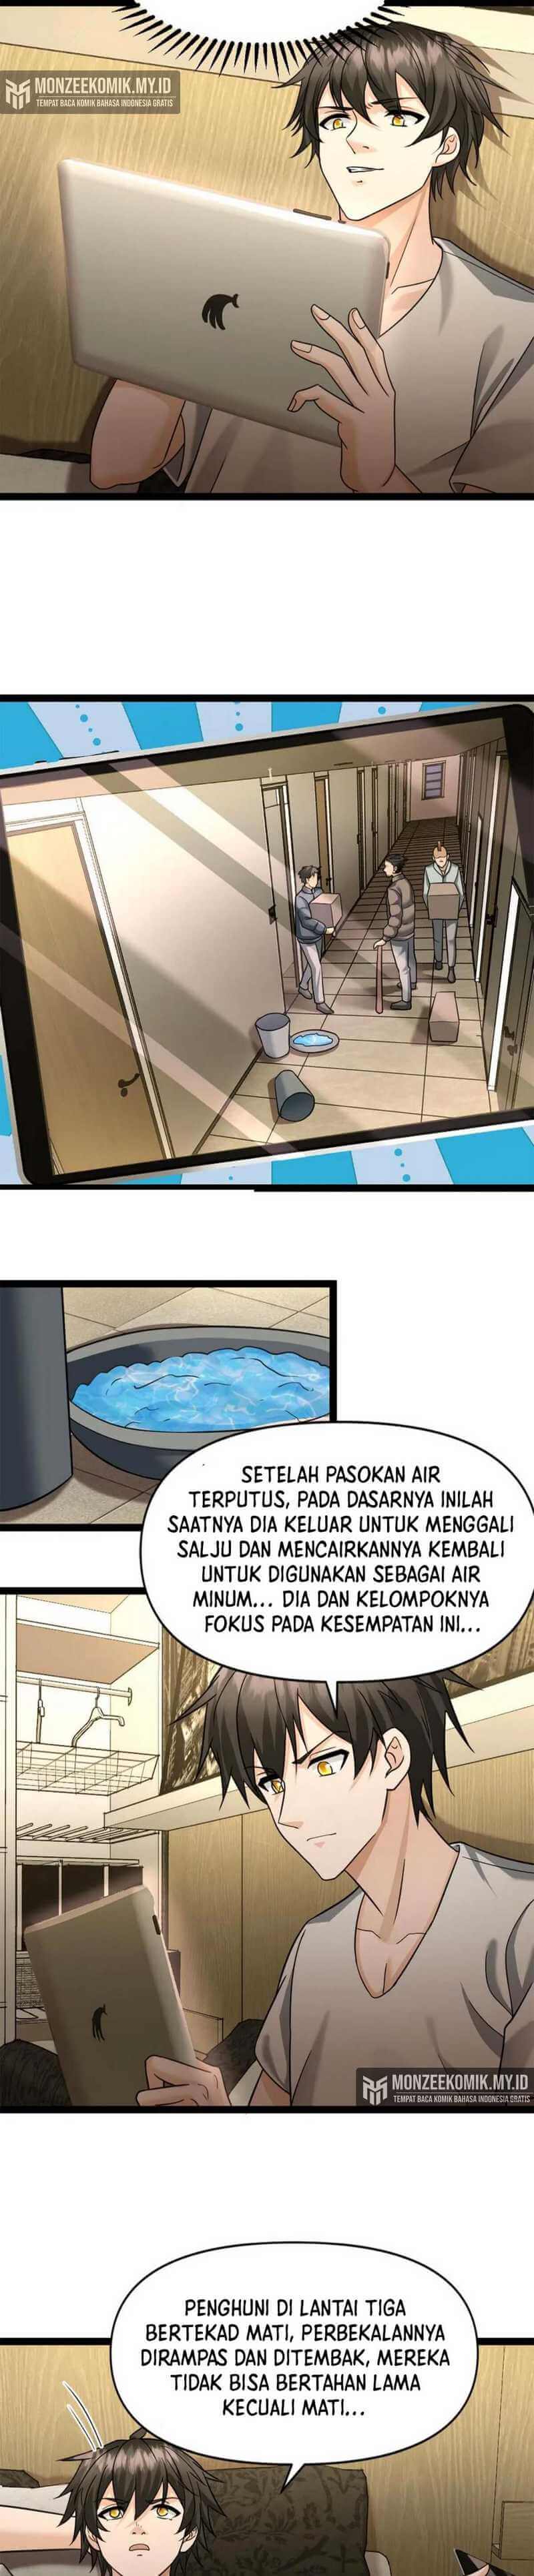 MONZEEKOMIK.MY.ID
TEMPAT BACA KOMIK BAHASA INDONESIA GRATIS
SETELAH PASOKAN AIR
TERPUTUS, PADA DASARNYA INILAH
SAATNYA DIA KELUAR UNTUK MENGGALI
SALJU DAN MENCAIRKANNYA KEMBALI
UNTUK DIGUNAKAN SEBAGAI AIR
MINUM... DIA DAN KELOMPOKNYA
FOKUS PADA KESEMPATAN INI...
MONZEEKOMIK.MY.ID
TEMPAT BACA KOMIK BAHASA INDONESIA GRATIS
PENGHUNI DI LANTAI TIGA
BERTEKAD MATI, PERBEKALANNYA
DIRAMPAS DAN DITEMBAK, MEREKA
TIDAK BISA BERTAHAN LAMA
KECUALI MATI...